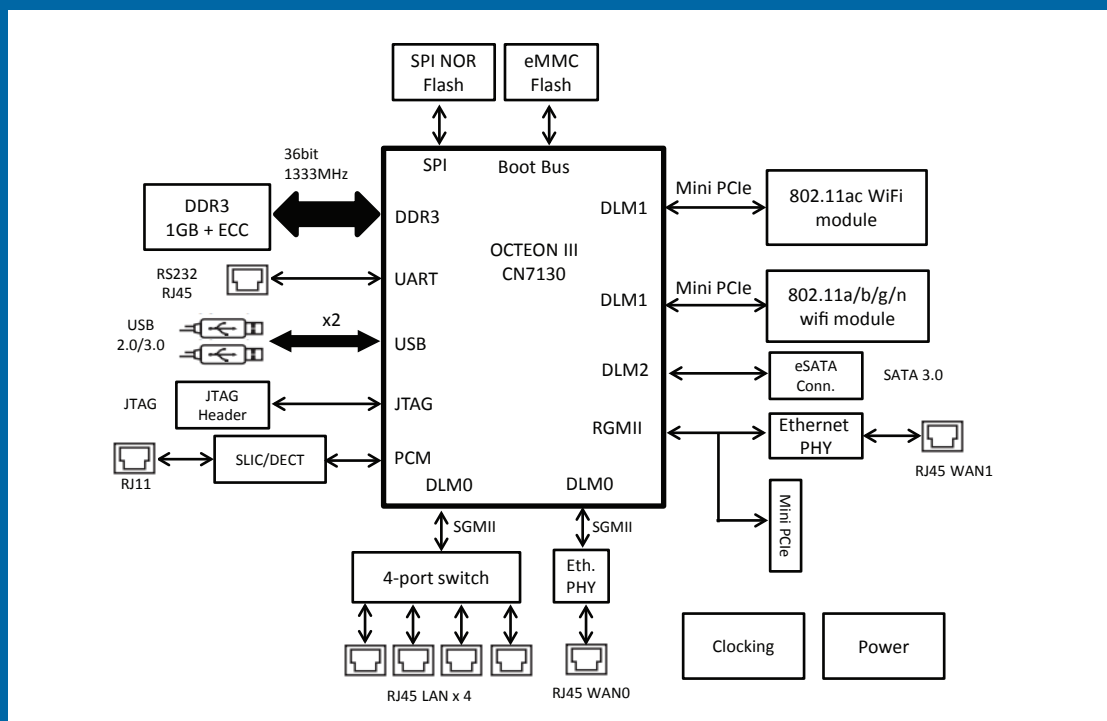 SPI NOR
Flash
eMMC
Flash
36bit
1333MHz
SPI
Boot Bus
DDR3
1GB + ECC
DDR3
DLM1
Mini PCIe
802.11ac WiFi
module
OCTEON III
CN7130
RS232
RJ45
UART
DLM1
Mini PCIe
802.11a/b/g/n
wifi module
USB
2.0/3.0
x2
USB
DLM2
eSATA
Conn.
SATA 3.0
JTAG
JTAG
Header
JTAG
RGMII
Ethernet
PHY
RJ45 WAN1
RJ11
SLIC/DECT
PCM
DLM0
DLM0
Mini
PCIe
SGMII
SGMII
4-port switch
Eth.
PHY
RJ45 LAN x 4
RJ45 WAN0
Clocking
Power